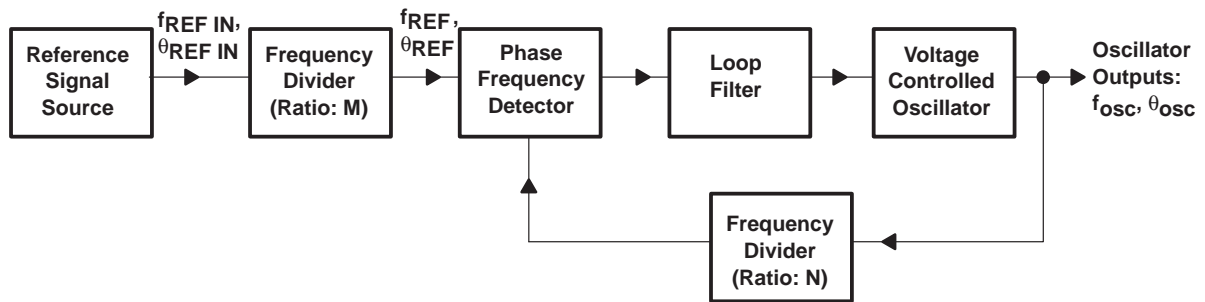 Reference
Signal
Source
fREF IN,
θREF IN
Frequency
Divider
(Ratio: M)
fREF,
θREF
Phase
Frequency
Detector
Loop
Filter
Voltage
Controlled
Oscillator
Oscillator
Outputs:
fosc, θosc
Frequency
Divider
(Ratio: N)